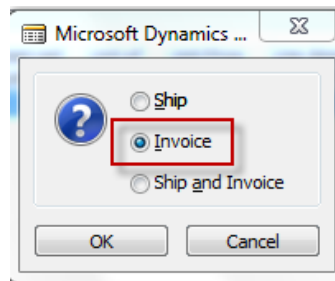 Microsoft Dynamics ...
Ship
Invoice
Ship and Invoice
OK Cancel